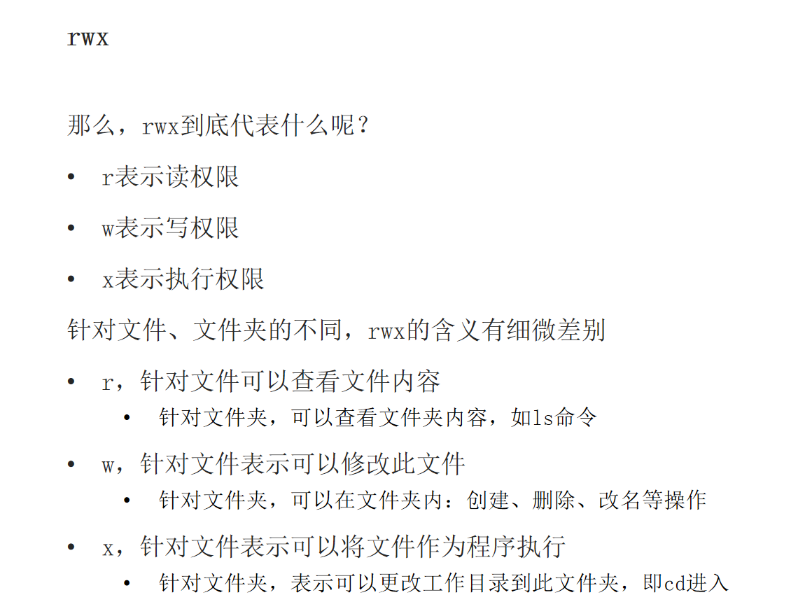 rwx
那么，rwx到底代表什么呢？
• r表示读权限
• w表示写权限
• x表示执行权限
针对文件、文件夹的不同，rwx的含义有细微差别
• r，针对文件可以查看文件内容
• 针对文件夹，可以查看文件夹内容，如ls命令
• w，针对文件表示可以修改此文件
• 针对文件夹，可以在文件夹内：创建、删除、改名等操作
• x，针对文件表示可以将文件作为程序执行
• 针对文件夹，表示可以更改工作目录到此文件夹，即cd进入